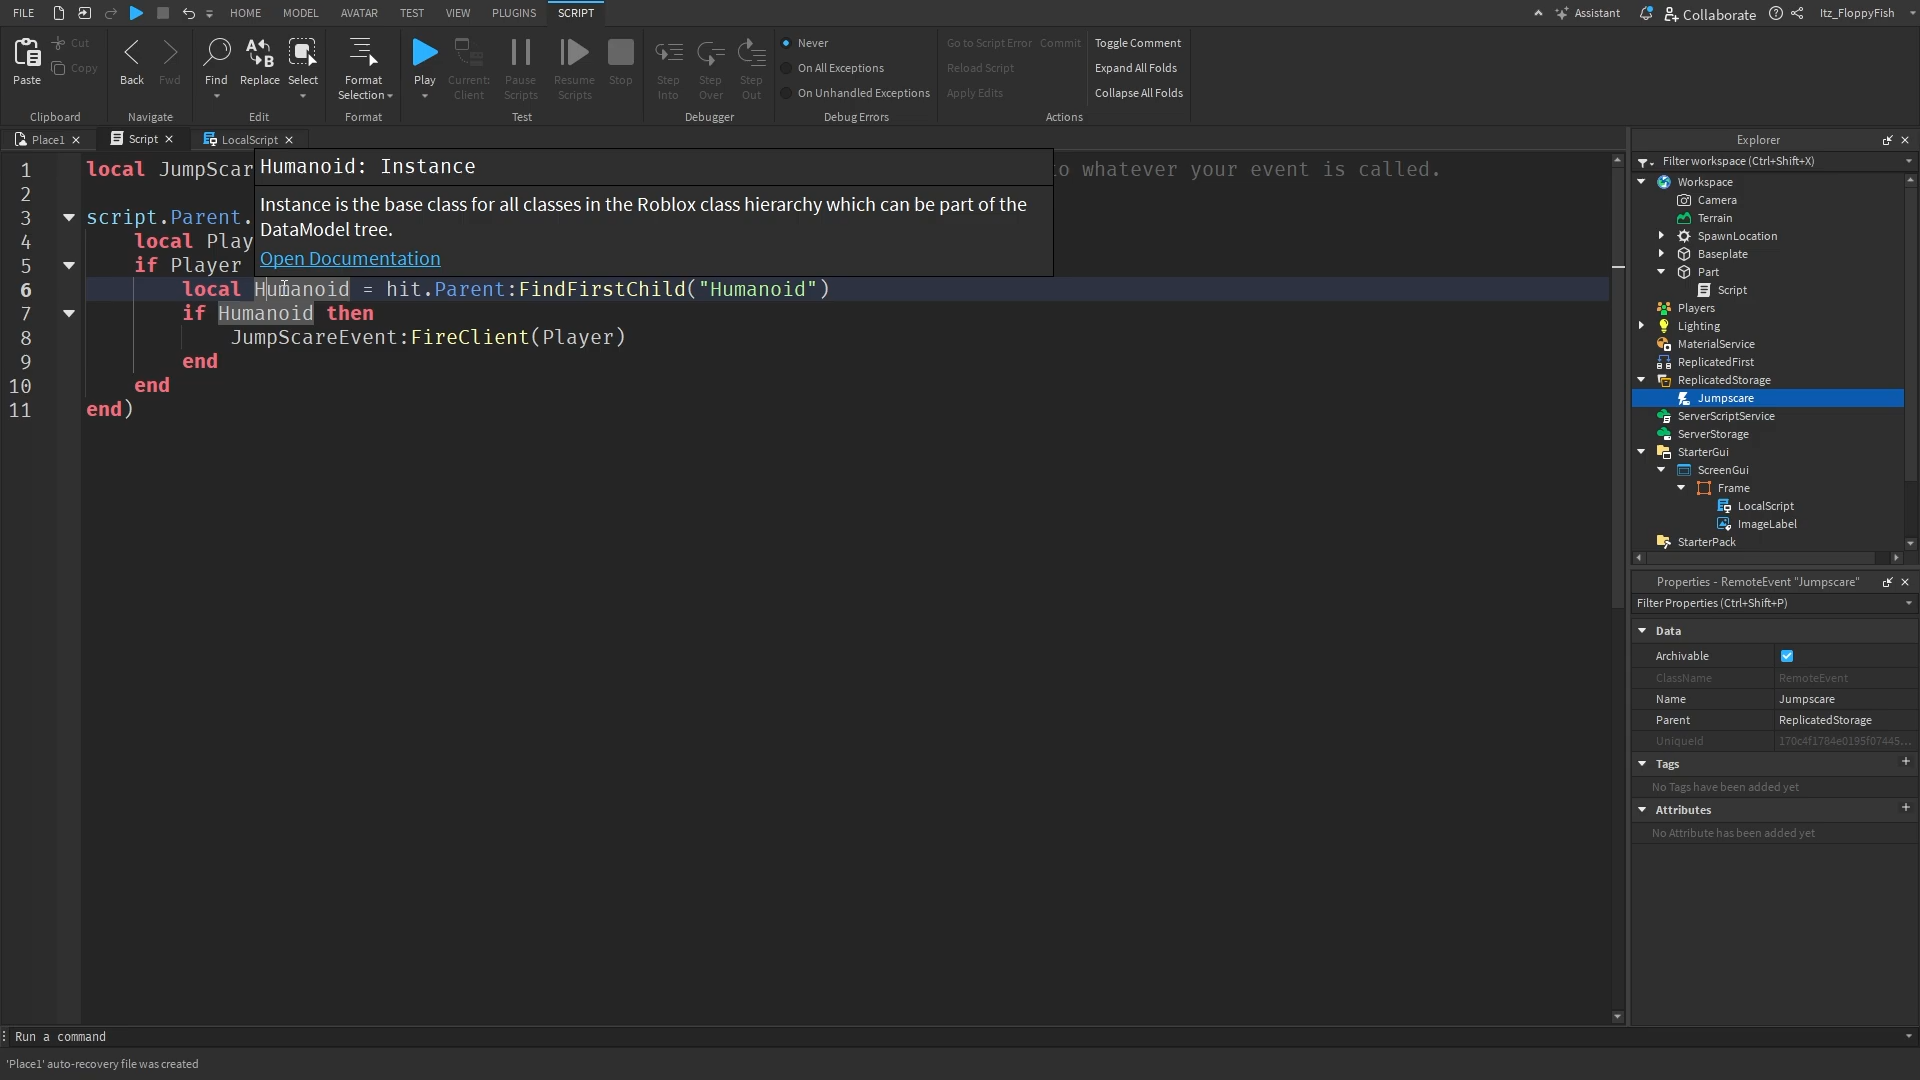 FILE HOME MODEL AVATAR TEST VIEW PLUGINS SCRIPT Assistant Collaborate Itz_FloppyFish
Paste Cut Copy
Clipboard
Back Fwd
Navigate
Find Replace Select
Edit
Format Selection
Format
Play Current: Client Pause Scripts Resume Scripts Stop
Test
Step Into Step Over Step Out
Debugger
Never
On All Exceptions
On Unhandled Exceptions
Debug Errors
Go to Script Error Commit Toggle Comment
Reload Script Expand All Folds
Apply Edits Collapse All Folds
Actions
Place1 Script LocalScript
1 local JumpScar o whatever your event is called.
Humanoid: Instance
Instance is the base class for all classes in the Roblox class hierarchy which can be part of the
DataModel tree.
Open Documentation
2
3 script.Parent.
4 local Play
5 if Player
6 local Humanoid = hit.Parent:FindFirstChild("Humanoid")
7 if Humanoid then
8 JumpScareEvent:FireClient(Player)
9 end
10 end
11 end)
Explorer
Filter workspace (Ctrl+Shift+X)
Workspace
Camera
Terrain
SpawnLocation
Baseplate
Part
Script
Players
Lighting
MaterialService
ReplicatedFirst
ReplicatedStorage
Jumpscare
ServerScriptService
ServerStorage
StarterGui
ScreenGui
Frame
LocalScript
ImageLabel
StarterPack
Properties - RemoteEvent "Jumpscare"
Filter Properties (Ctrl+Shift+P)
Data
Archivable
ClassName RemoteEvent
Name Jumpscare
Parent ReplicatedStorage
UniqueId 170c4f1784e0195f07445...
Tags +
No Tags have been added yet
Attributes +
No Attribute has been added yet
Run a command
'Place1' auto-recovery file was created